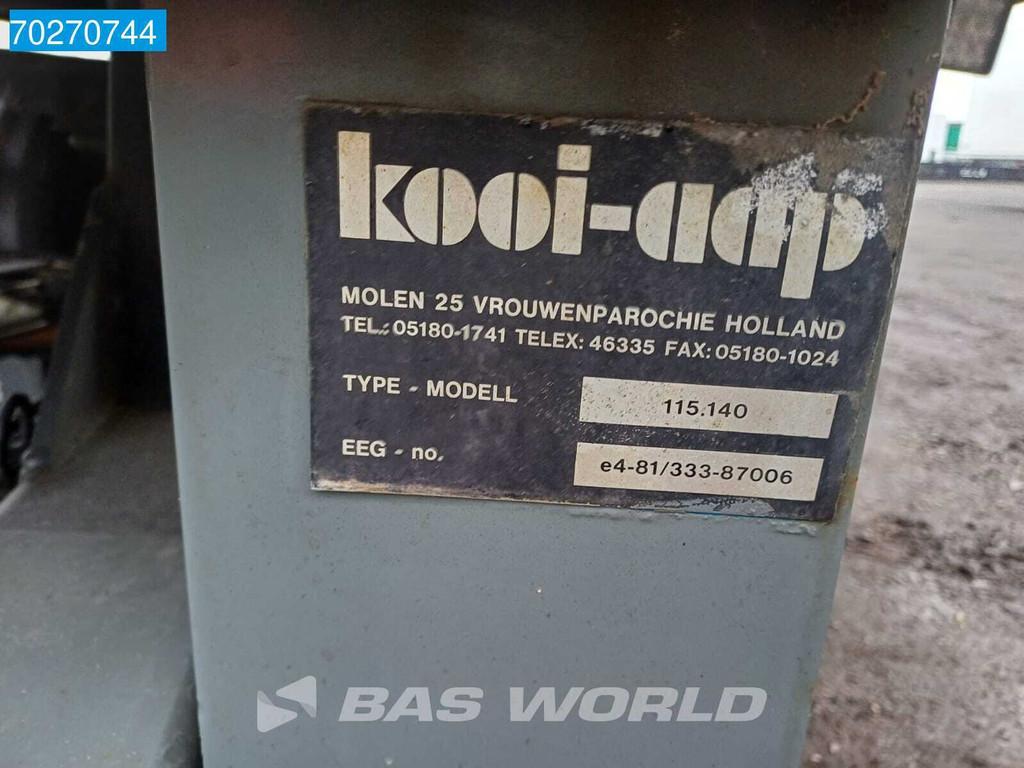 70270744
kooi-aap
MOLEN 25 VROUWENPAROCHIE HOLLAND
TEL.: 05180-1741 TELEX: 46335 FAX: 05180-1024
TYPE - MODELL 115.140
EEG - no. e4-81/333-87006
BAS WORLD